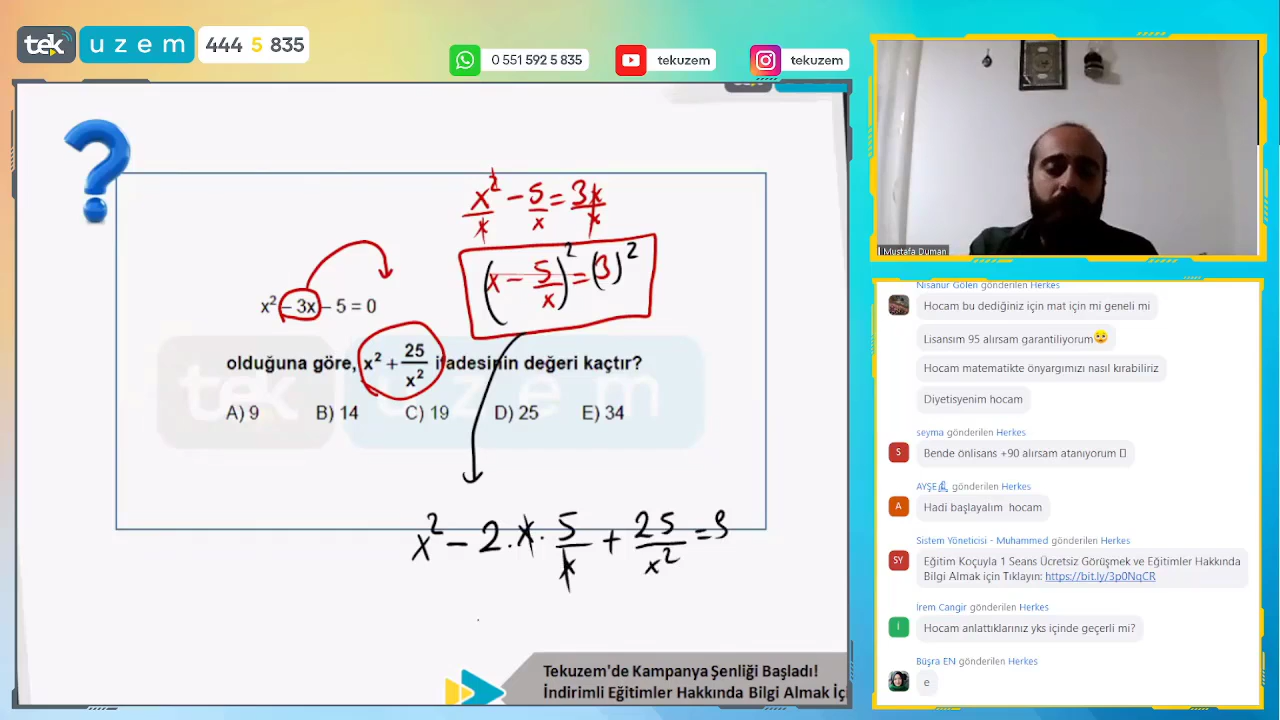 tek uzem 444 5 835
0 551 592 5 835 tekuzem tekuzem
x² - 5 = 3x
x x x
(x - 5/x)² = (3)²
x² - 3x - 5 = 0
olduğuna göre, x² + 25/x² ifadesinin değeri kaçtır?
A) 9 B) 14 C) 19 D) 25 E) 34
tek uzem
x² - 2.x.5/x + 25/x² = 9
Tekuzem'de Kampanya Şenliği Başladı!
İndirimli Eğitimler Hakkında Bilgi Almak İç
Mustafa Duman
Nisanur Gölen gönderilen Herkes
Hocam bu dediğiniz için mat için mi geneli mi
Lisansım 95 alırsam garantiliyorum
Hocam matematikte önyargımızı nasıl kırabiliriz
Diyetisyenim hocam
seyma gönderilen Herkes
S
Bende önlisans +90 alırsam atanıyorum
AYŞE gönderilen Herkes
A
Hadi başlayalım hocam
Sistem Yöneticisi - Muhammed gönderilen Herkes
SY
Eğitim Koçuyla 1 Seans Ücretsiz Görüşmek ve Eğitimler Hakkında
Bilgi Almak için Tıklayın: https://bit.ly/3p0NqCR
İrem Cangir gönderilen Herkes
İ
Hocam anlattıklarınız yks içinde geçerli mi?
Büşra EN gönderilen Herkes
e